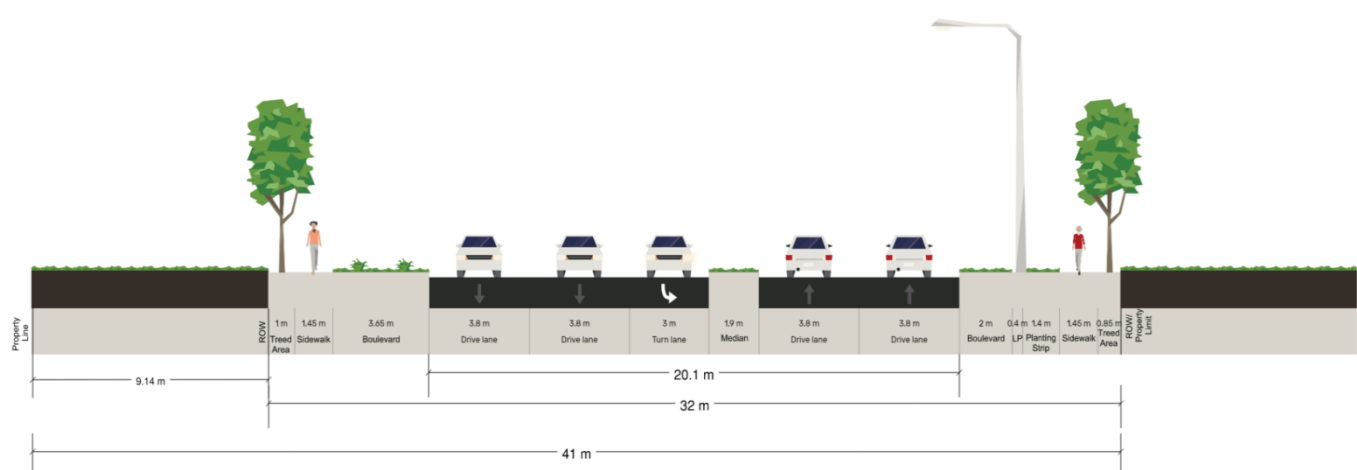 Property
Line
ROW
1 m
Treed
Area
1.45 m
Sidewalk
3.65 m
Boulevard
3.8 m
Drive lane
3.8 m
Drive lane
3 m
Turn lane
1.9 m
Median
3.8 m
Drive lane
3.8 m
Drive lane
2 m
Boulevard
0.4 m
LP
1.4 m
Planting
Strip
1.45 m
Sidewalk
0.85 m
Treed
Area
ROW/
Property
Limit
9.14 m
20.1 m
32 m
41 m